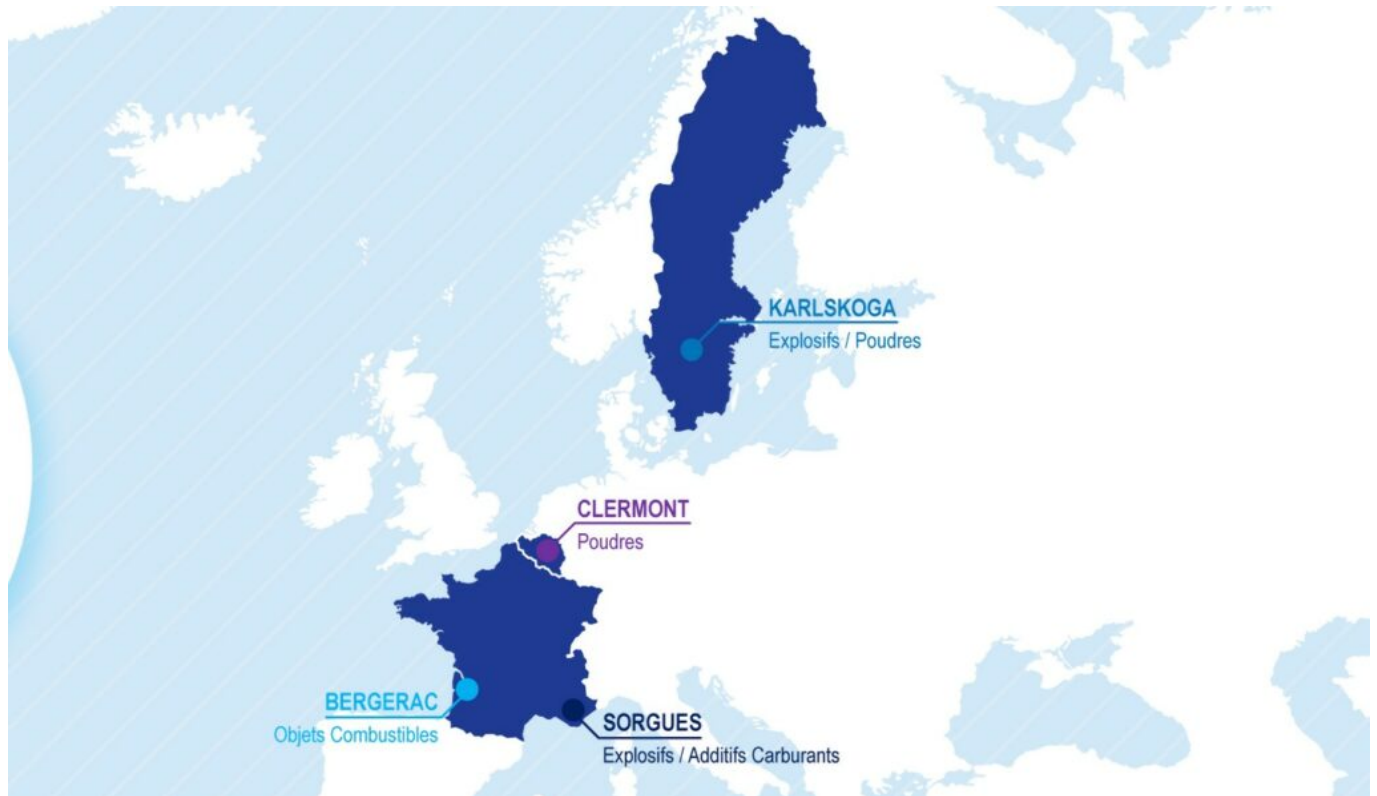 KARLSKOGA
Explosifs / Poudres
CLERMONT
Poudres
BERGERAC
Objets Combustibles
SORGUES
Explosifs / Additifs Carburants